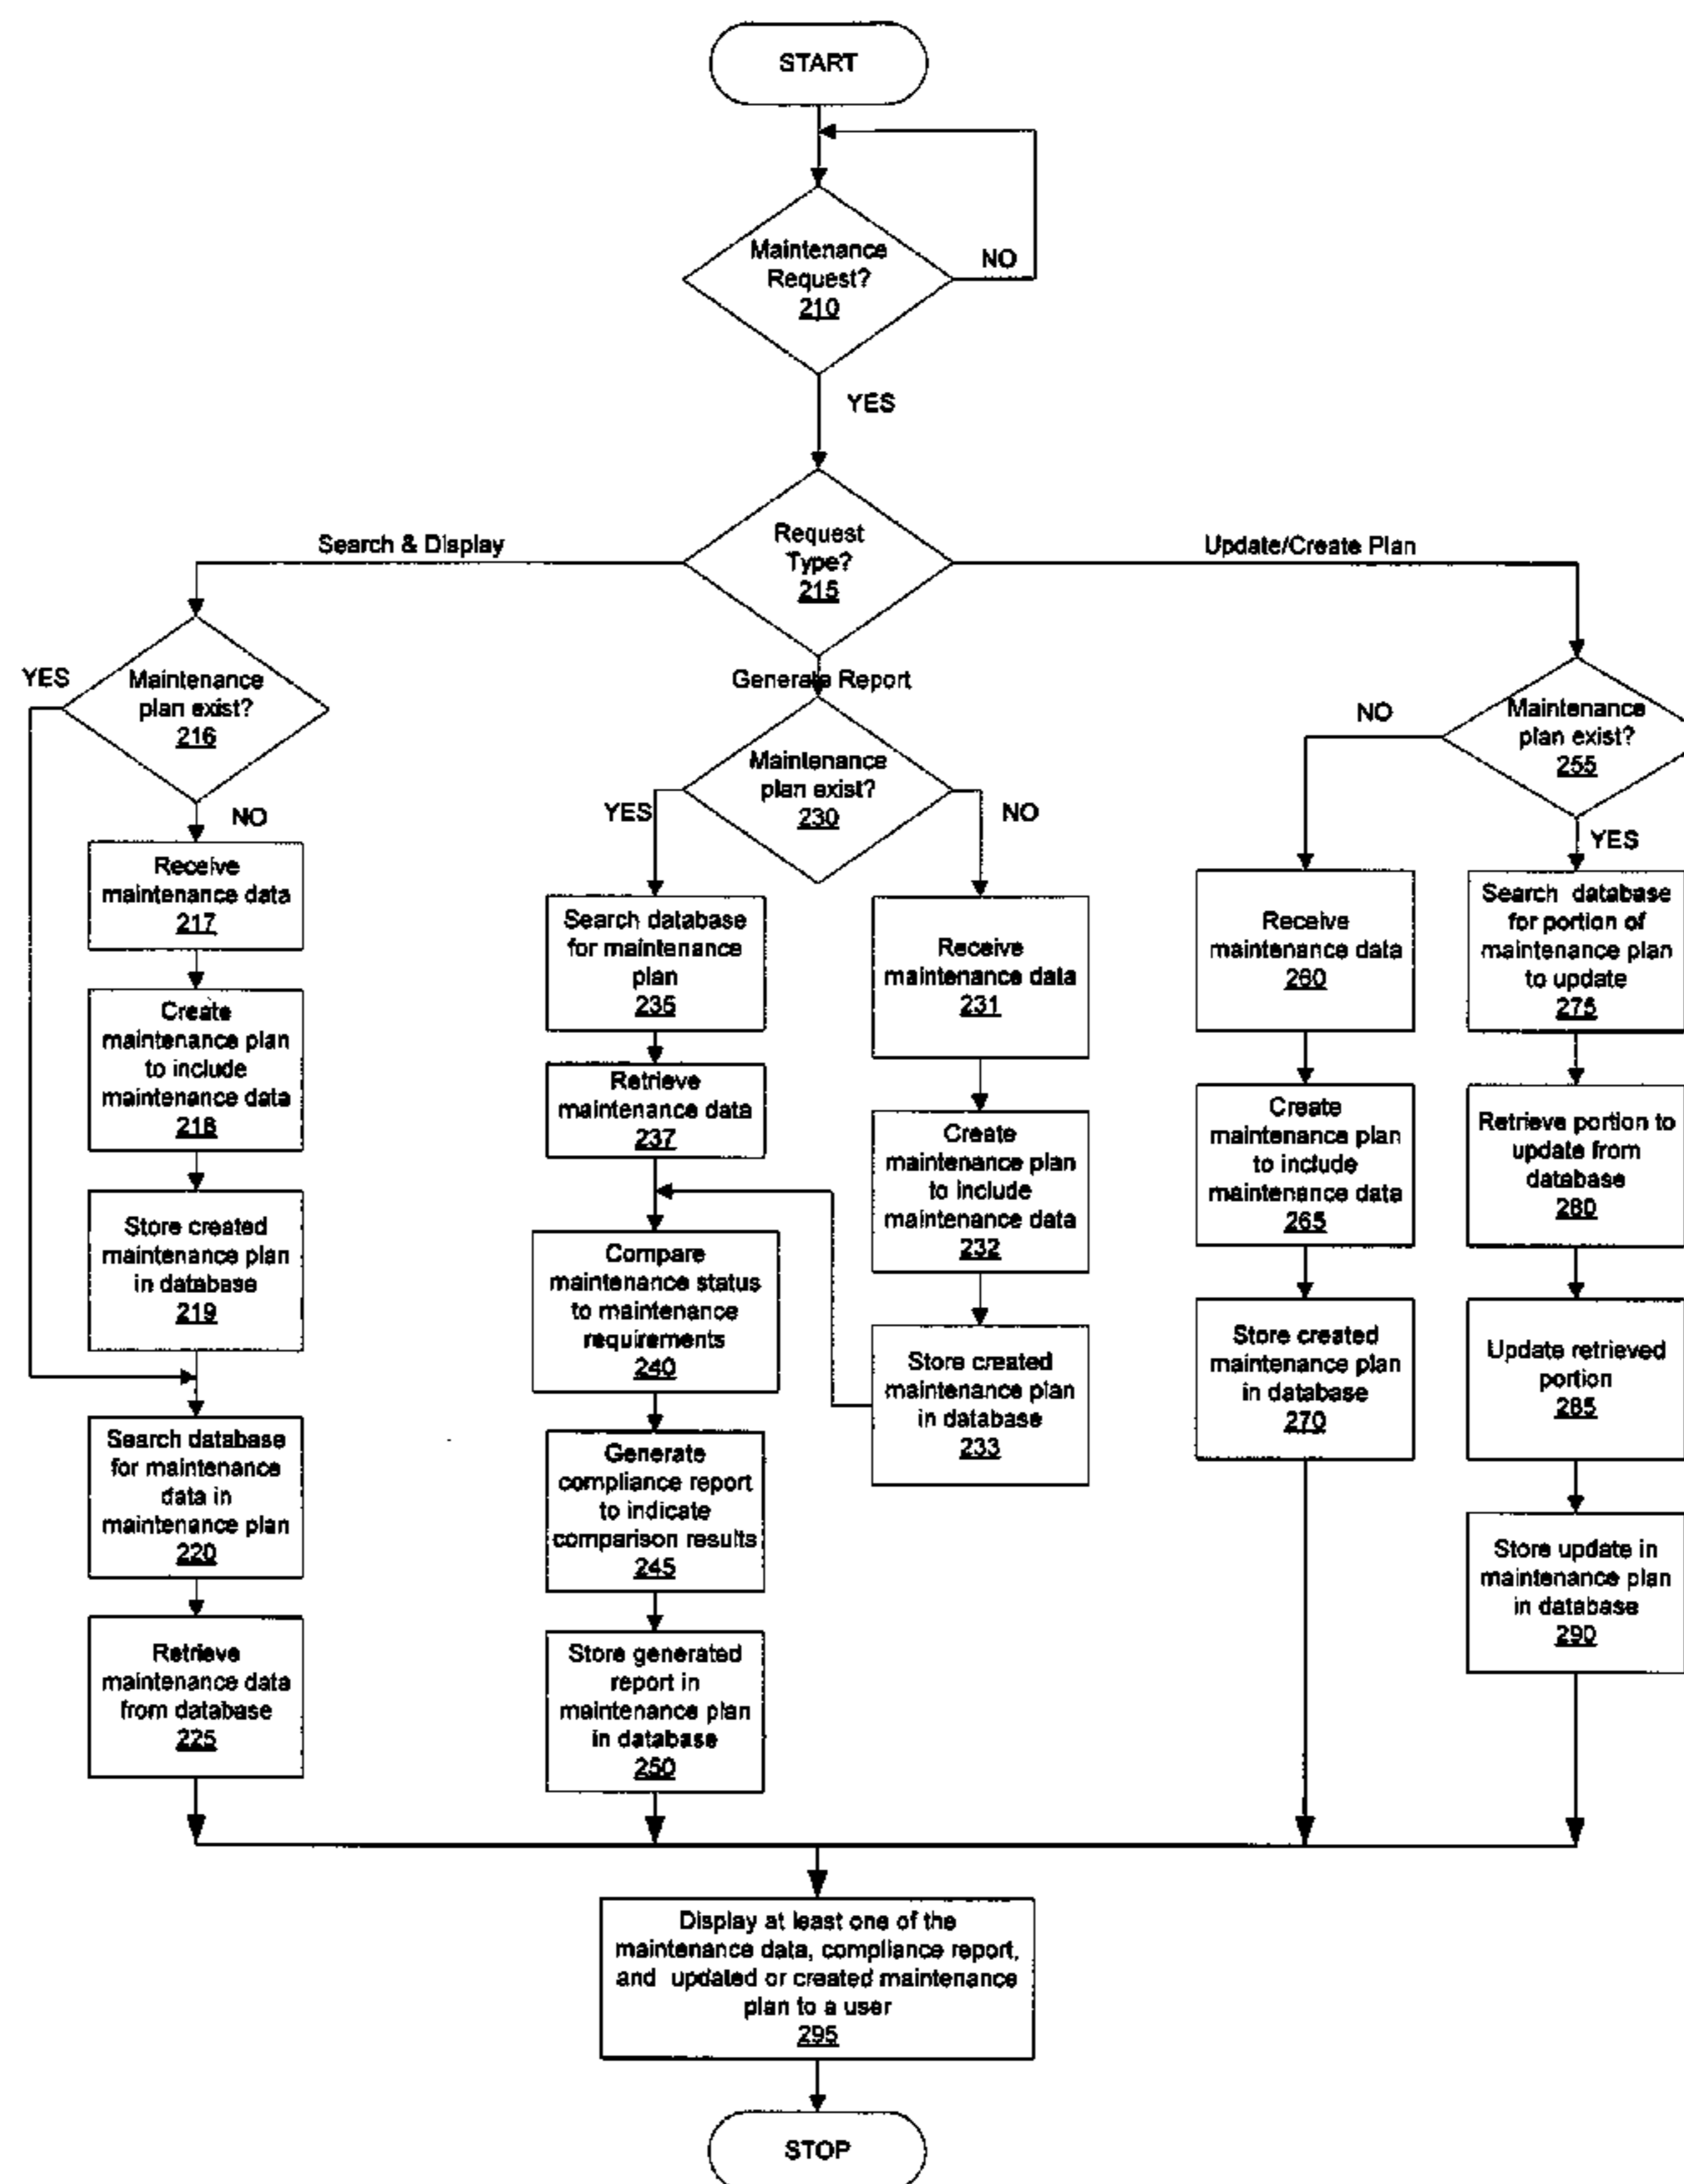 START
Maintenance
Request?
210
NO
YES
Request
Type?
215
Search & Display
Update/Create Plan
Generate Report
Maintenance
plan exist?
216
YES
NO
Receive
maintenance data
217
Create
maintenance plan
to include
maintenance data
218
Store created
maintenance plan
in database
219
Search database
for maintenance
data in
maintenance plan
220
Retrieve
maintenance data
from database
225
Maintenance
plan exist?
230
YES
NO
Search database
for maintenance
plan
235
Retrieve
maintenance data
237
Compare
maintenance status
to maintenance
requirements
240
Generate
compliance report
to indicate
comparison results
245
Store generated
report in
maintenance plan
in database
250
Receive
maintenance data
231
Create
maintenance plan
to include
maintenance data
232
Store created
maintenance plan
in database
233
Maintenance
plan exist?
255
NO
YES
Receive
maintenance data
260
Create
maintenance plan
to include
maintenance data
265
Store created
maintenance plan
in database
270
Search database
for portion of
maintenance plan
to update
275
Retrieve portion to
update from
database
280
Update retrieved
portion
285
Store update in
maintenance plan
in database
290
Display at least one of the
maintenance data, compliance report,
and updated or created maintenance
plan to a user
295
STOP